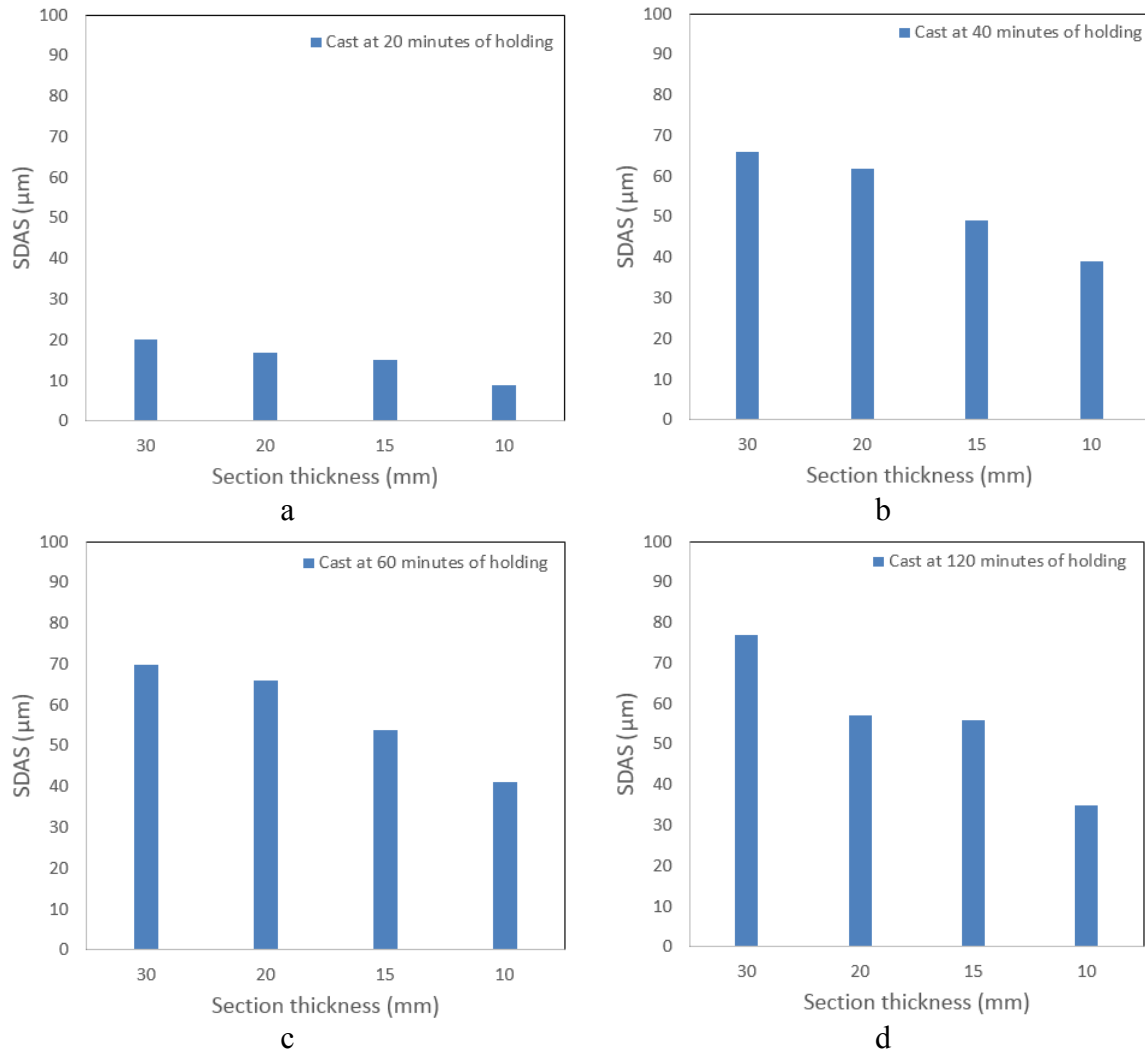 Cast at 20 minutes of holding
100
90
80
70
60
50
40
30
20
10
0
SDAS (µm)
30 20 15 10
Section thickness (mm)
a
Cast at 40 minutes of holding
100
90
80
70
60
50
40
30
20
10
0
SDAS (µm)
30 20 15 10
Section thickness (mm)
b
Cast at 60 minutes of holding
100
90
80
70
60
50
40
30
20
10
0
SDAS (µm)
30 20 15 10
Section thickness (mm)
c
Cast at 120 minutes of holding
100
90
80
70
60
50
40
30
20
10
0
SDAS (µm)
30 20 15 10
Section thickness (mm)
d